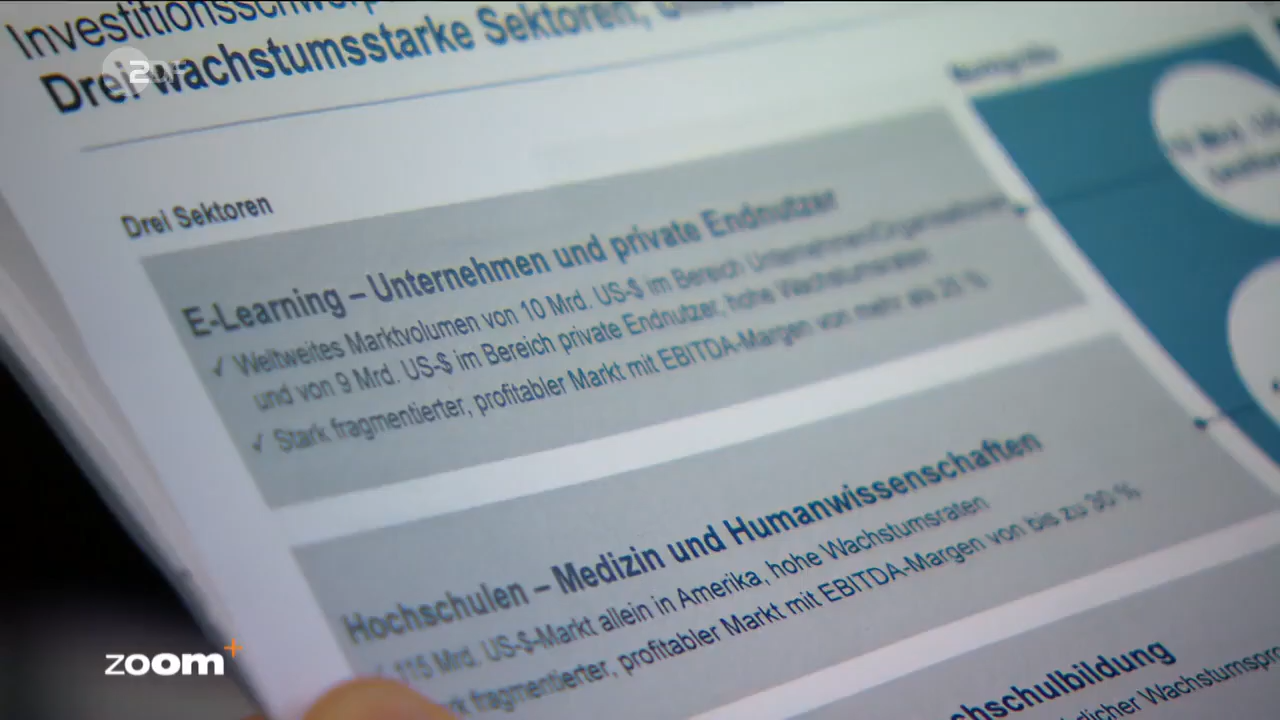 Drei wachstumsstarke Sektoren,
ZDF
Drei Sektoren
E-Learning – Unternehmen und private Endnutzer
✓ Weltweites Marktvolumen von 10 Mrd. US-$ im Bereich Unternehmen/Organisationen
und von 9 Mrd. US-$ im Bereich private Endnutzer, hohe Wachstumsraten
✓ Stark fragmentierter, profitabler Markt mit EBITDA-Margen von mehr als
Hochschulen – Medizin und Humanwissenschaften
115 Mrd. US-$-Markt allein in Amerika, hohe Wachstumsraten
fragmentierter, profitabler Markt mit EBITDA-Margen von bis zu 30 %
zoom+